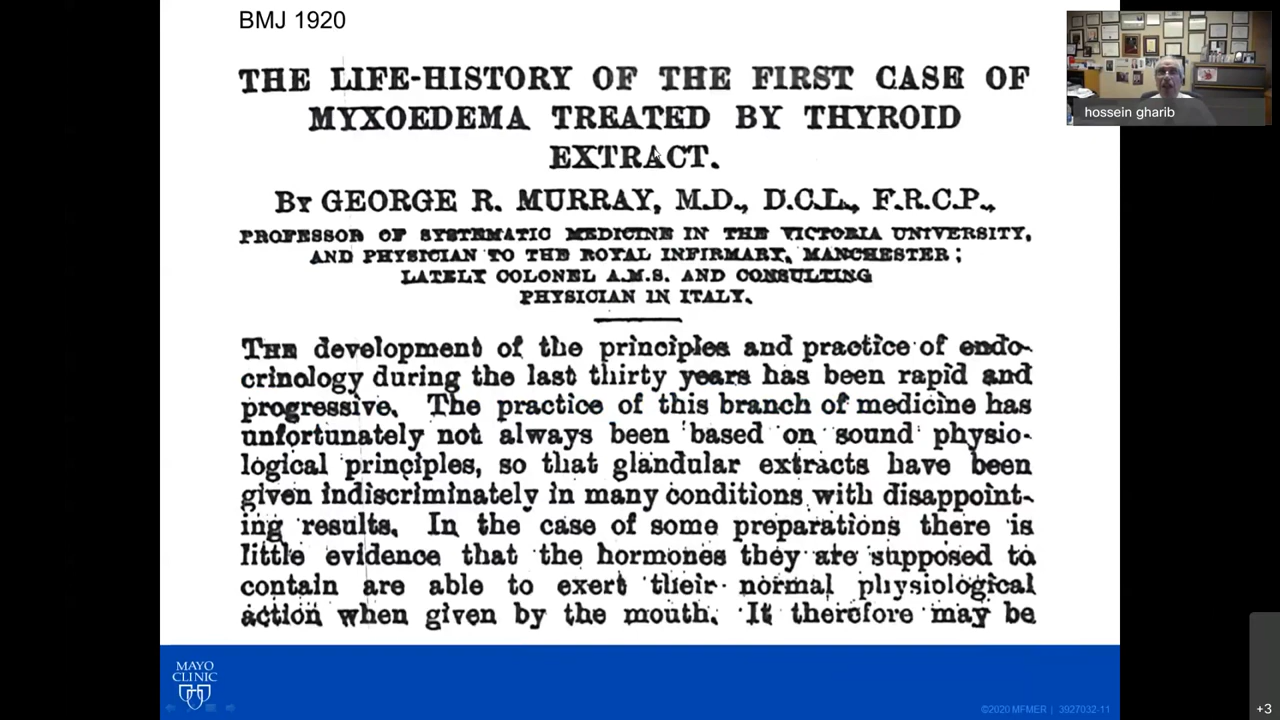 BMJ 1920
THE LIFE-HISTORY OF THE FIRST CASE OF
MYXOEDEMA TREATED BY THYROID
EXTRACT.
By GEORGE R. MURRAY, M.D., D.C.L., F.R.C.P.,
PROFESSOR OF SYSTEMATIC MEDICINE IN THE VICTORIA UNIVERSITY,
AND PHYSICIAN TO THE ROYAL INFIRMARY, MANCHESTER;
LATELY COLONEL A.M.S. AND CONSULTING
PHYSICIAN IN ITALY.
THE development of the principles and practice of endo-
crinology during the last thirty years has been rapid and
progressive. The practice of this branch of medicine has
unfortunately not always been based on sound physio-
logical principles, so that glandular extracts have been
given indiscriminately in many conditions with disappoint-
ing results. In the case of some preparations there is
little evidence that the hormones they are supposed to
contain are able to exert their normal physiological
action when given by the mouth. It therefore may be
MAYO
CLINIC
©2020 MFMER | 3927032-11
hossein gharib
+3